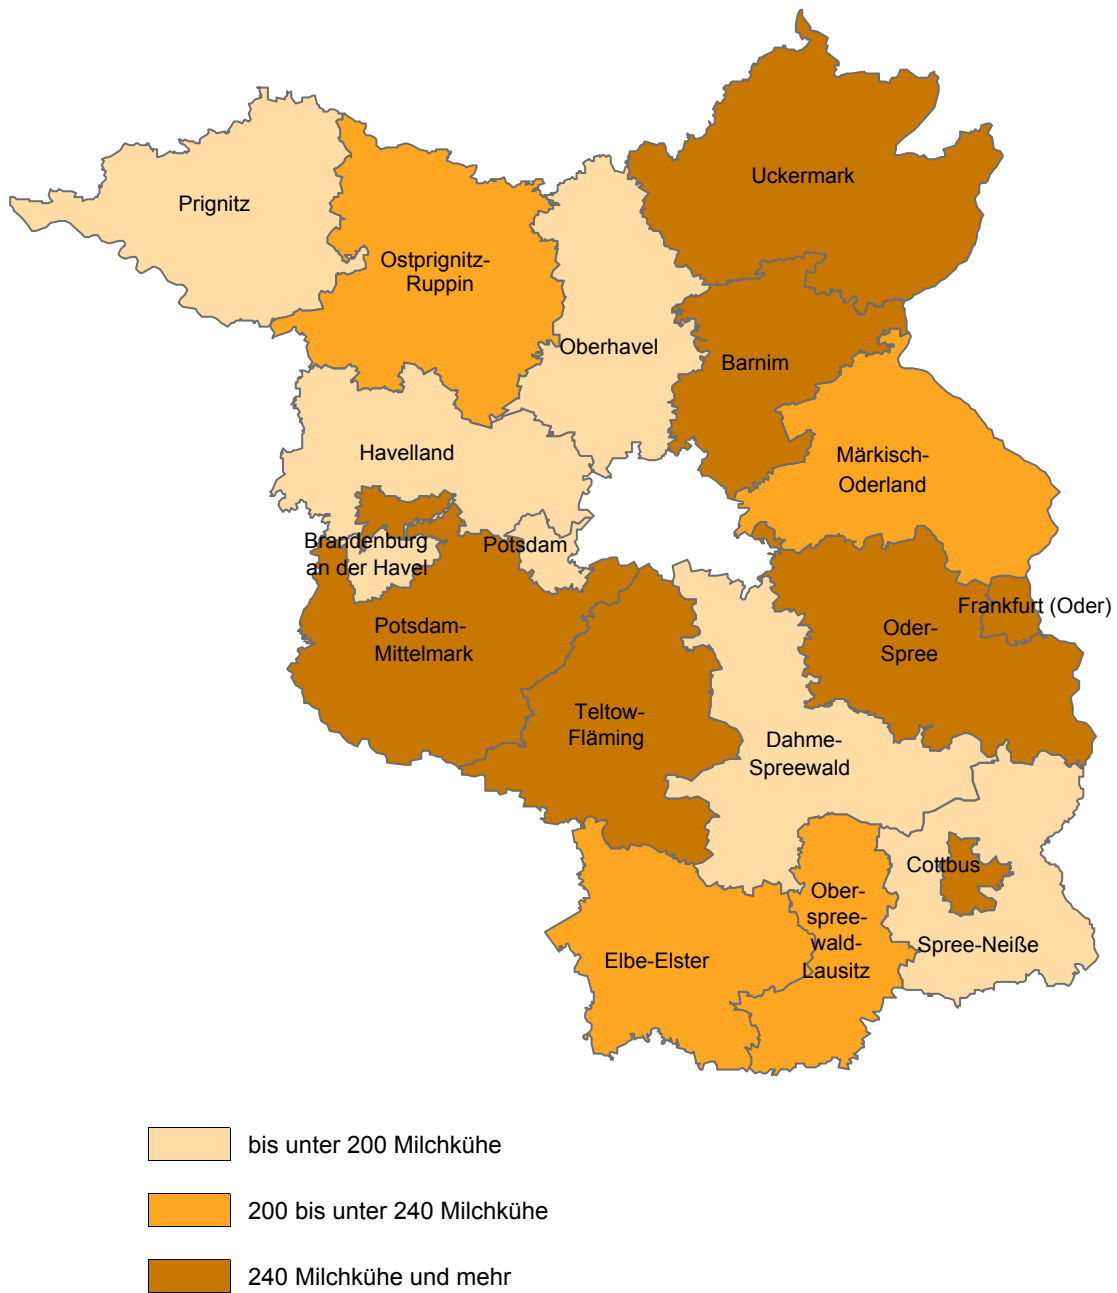 Uckermark
Prignitz
Ostprignitz-
Ruppin
Oberhavel
Barnim
Havelland
Märkisch-
Oderland
Brandenburg
an der Havel
Potsdam
Frankfurt (Oder)
Potsdam-
Mittelmark
Oder-
Spree
Teltow-
Fläming
Dahme-
Spreewald
Cottbus
Ober-
spree-
wald-
Lausitz
Spree-Neiße
Elbe-Elster
bis unter 200 Milchkühe
200 bis unter 240 Milchkühe
240 Milchkühe und mehr